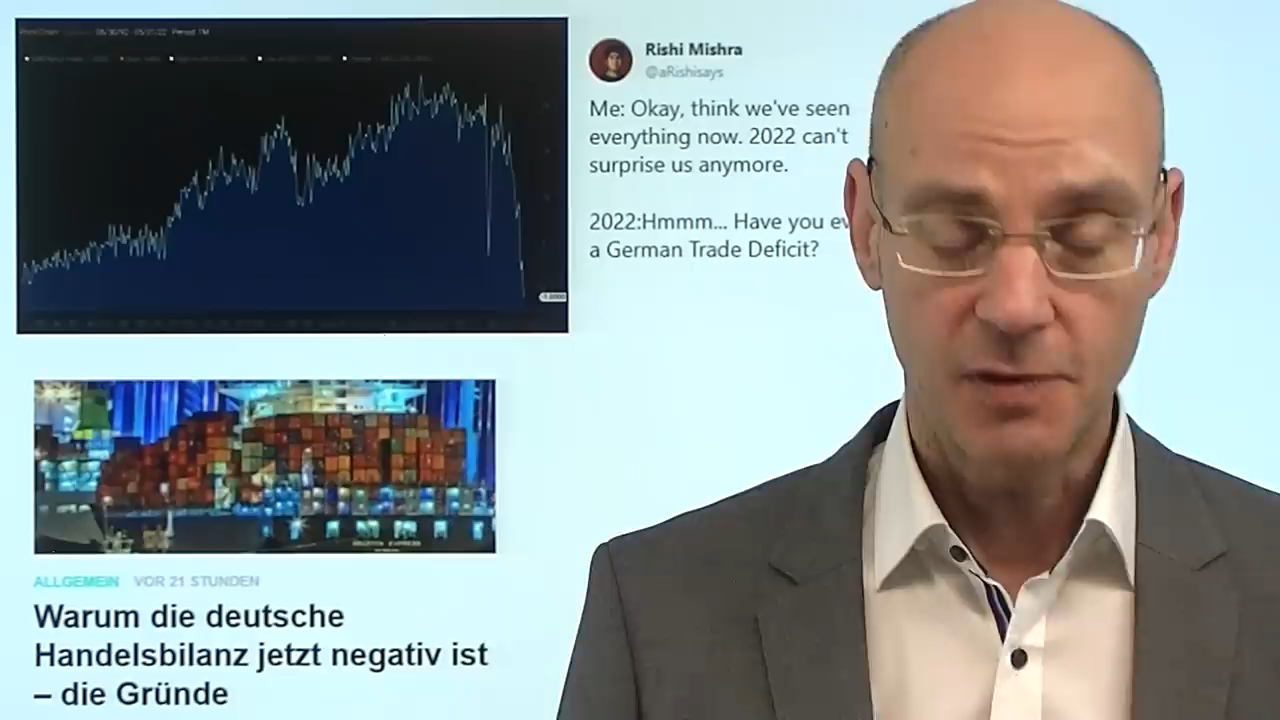 Rishi Mishra
@aRishisays
Me: Okay, think we've seen
everything now. 2022 can't
surprise us anymore.
2022:Hmmm... Have you
a German Trade Deficit?
ALLGEMEIN VOR 21 STUNDEN
Warum die deutsche
Handelsbilanz jetzt negativ ist
– die Gründe